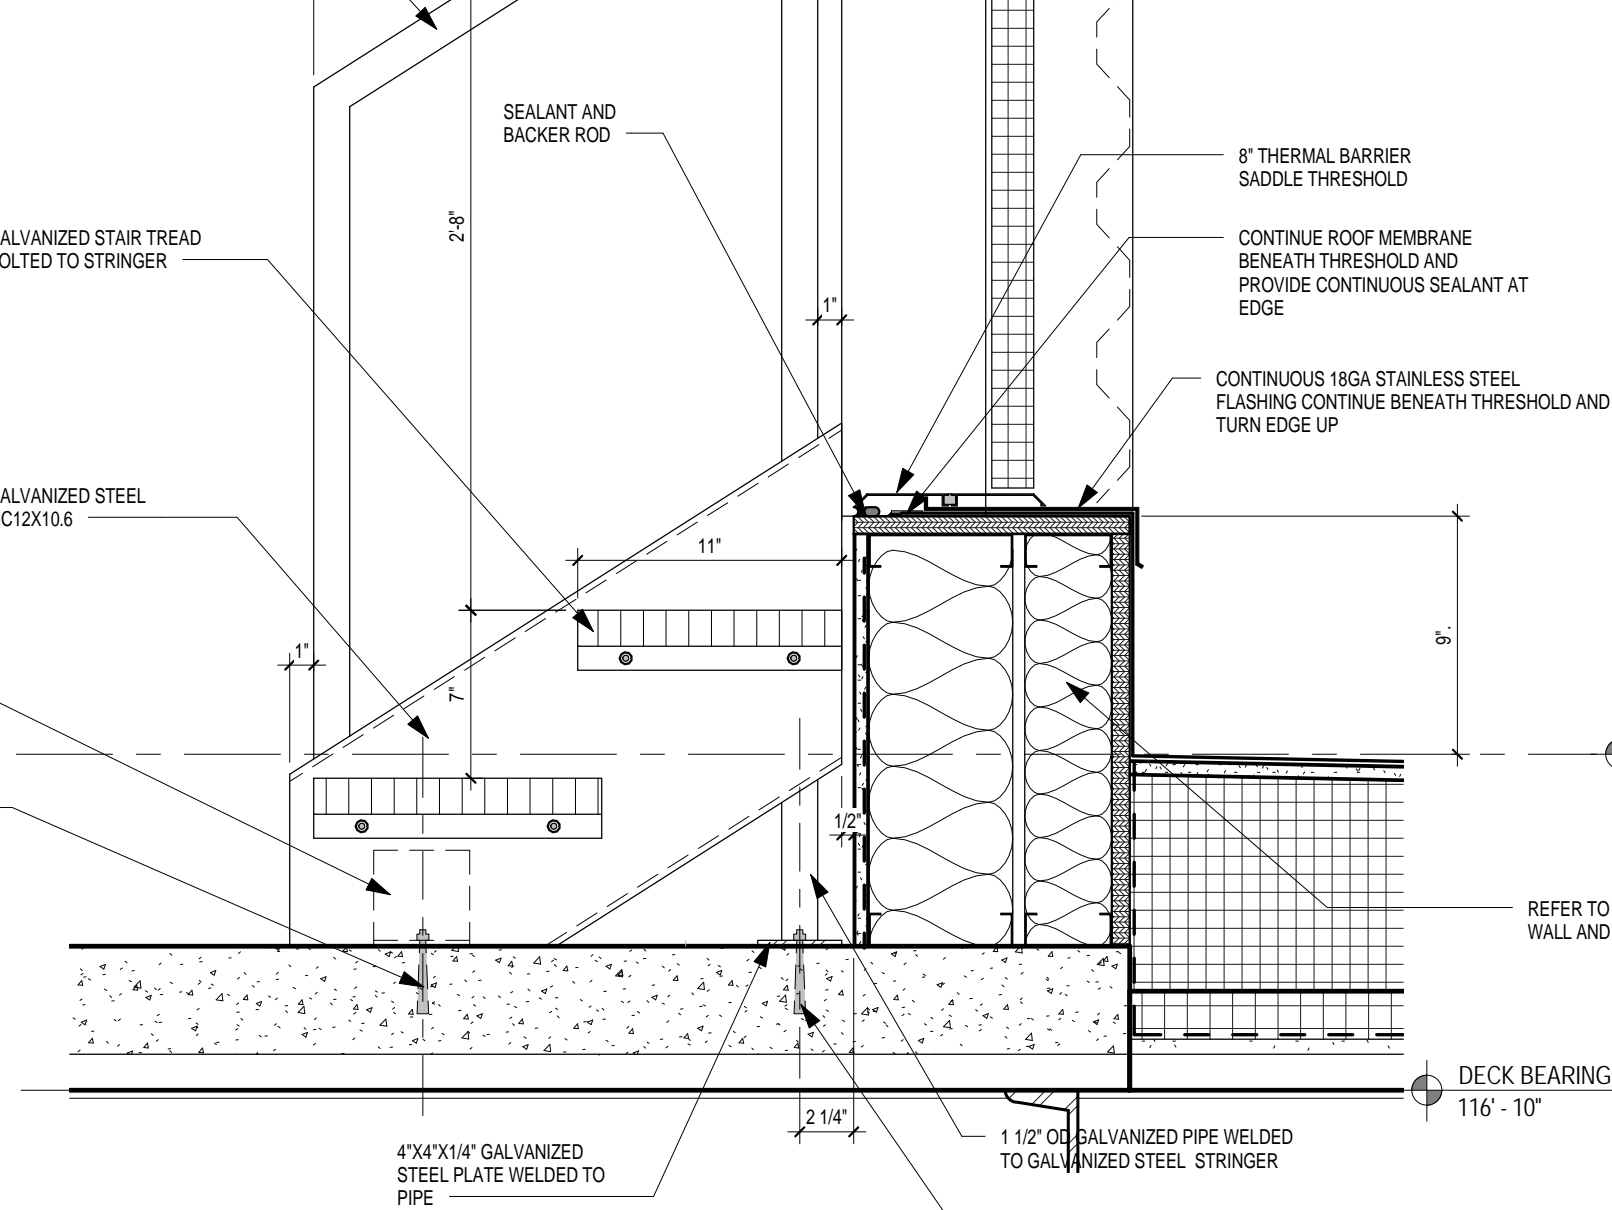 SEALANT AND
BACKER ROD
8" THERMAL BARRIER
SADDLE THRESHOLD
2'-8"
ALVANIZED STAIR TREAD
OLTED TO STRINGER
CONTINUE ROOF MEMBRANE
BENEATH THRESHOLD AND
PROVIDE CONTINUOUS SEALANT AT
EDGE
1"
CONTINUOUS 18GA STAINLESS STEEL
FLASHING CONTINUE BENEATH THRESHOLD AND
TURN EDGE UP
ALVANIZED STEEL
C12X10.6
11"
9".
1"
7"
1/2"
REFER TO
WALL AND
DECK BEARING
116' - 10"
2 1/4"
4"X4"X1/4" GALVANIZED
STEEL PLATE WELDED TO
PIPE
1 1/2" OD GALVANIZED PIPE WELDED
TO GALVANIZED STEEL STRINGER